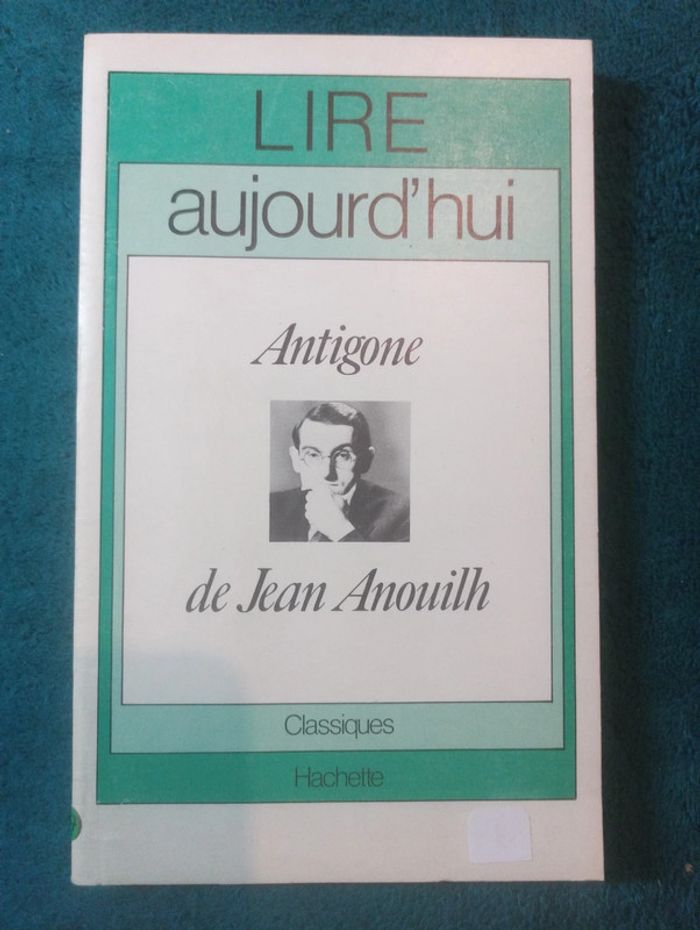 LIRE
aujourd'hui
Antigone
de Jean Anouilh
Classiques
Hachette